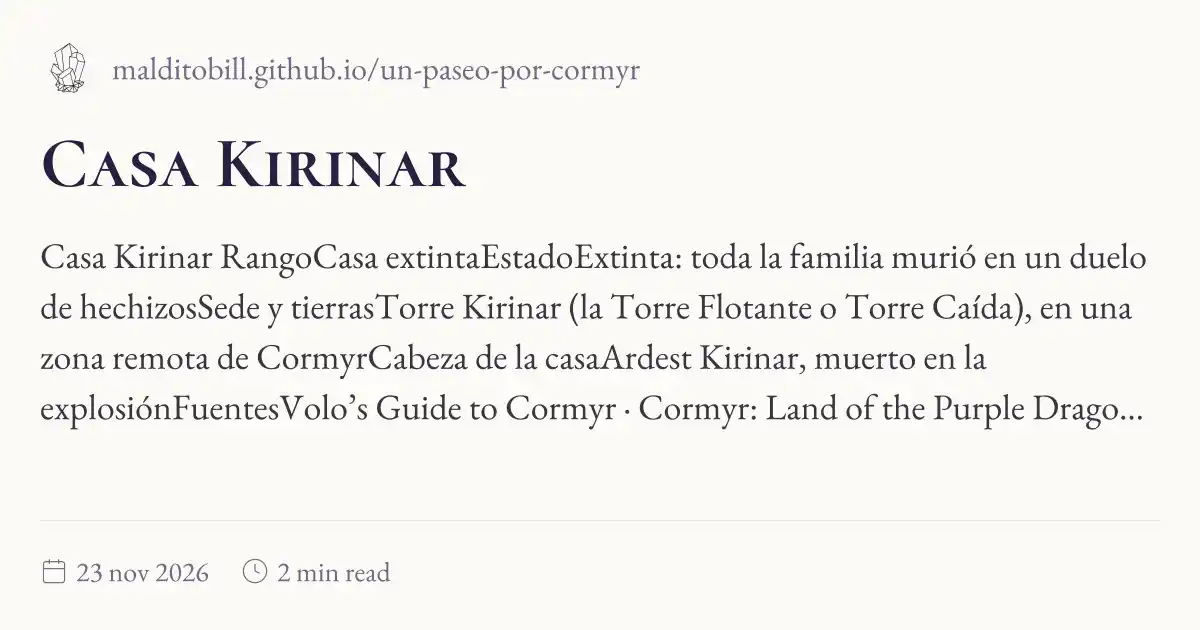 malditobill.github.io/un-paseo-por-cormyr
Casa Kirinar
Casa Kirinar RangoCasa extintaEstadoExtinta: toda la familia murió en un duelo
de hechizosSede y tierrasTorre Kirinar (la Torre Flotante o Torre Caída), en una
zona remota de CormyrCabeza de la casaArdest Kirinar, muerto en la
explosiónFuentesVolo’s Guide to Cormyr · Cormyr: Land of the Purple Drago...
23 nov 2026
2 min read